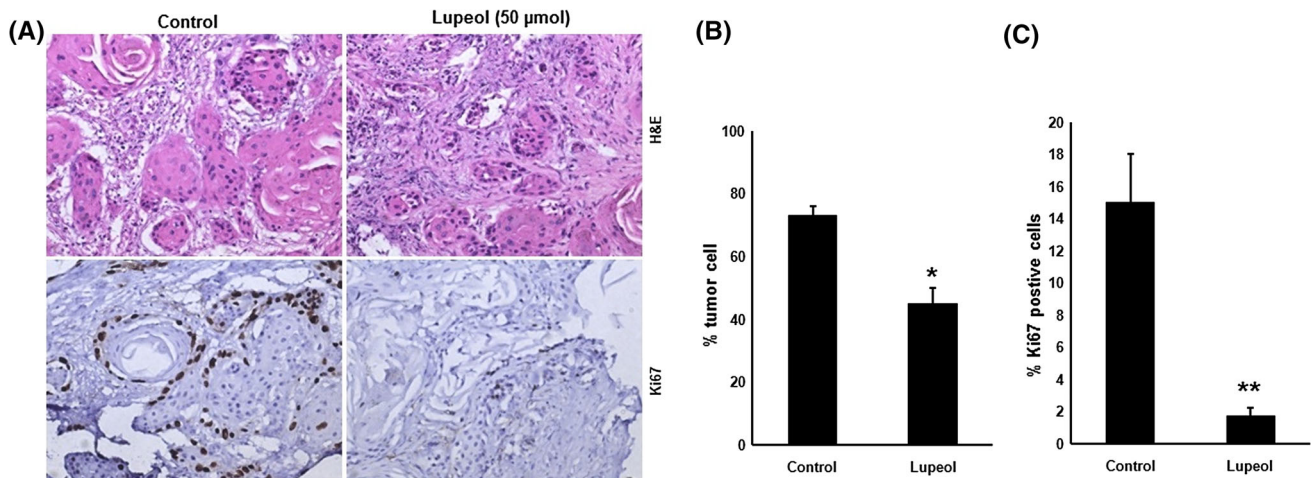 (A)
Control
Lupeol (50 µmol)
H&E
Ki67
(B)
% tumor cell
100
80
60
40
20
0
*
Control
Lupeol
(C)
% Ki67 postive cells
20
18
16
14
12
10
8
6
4
2
0
**
Control
Lupeol